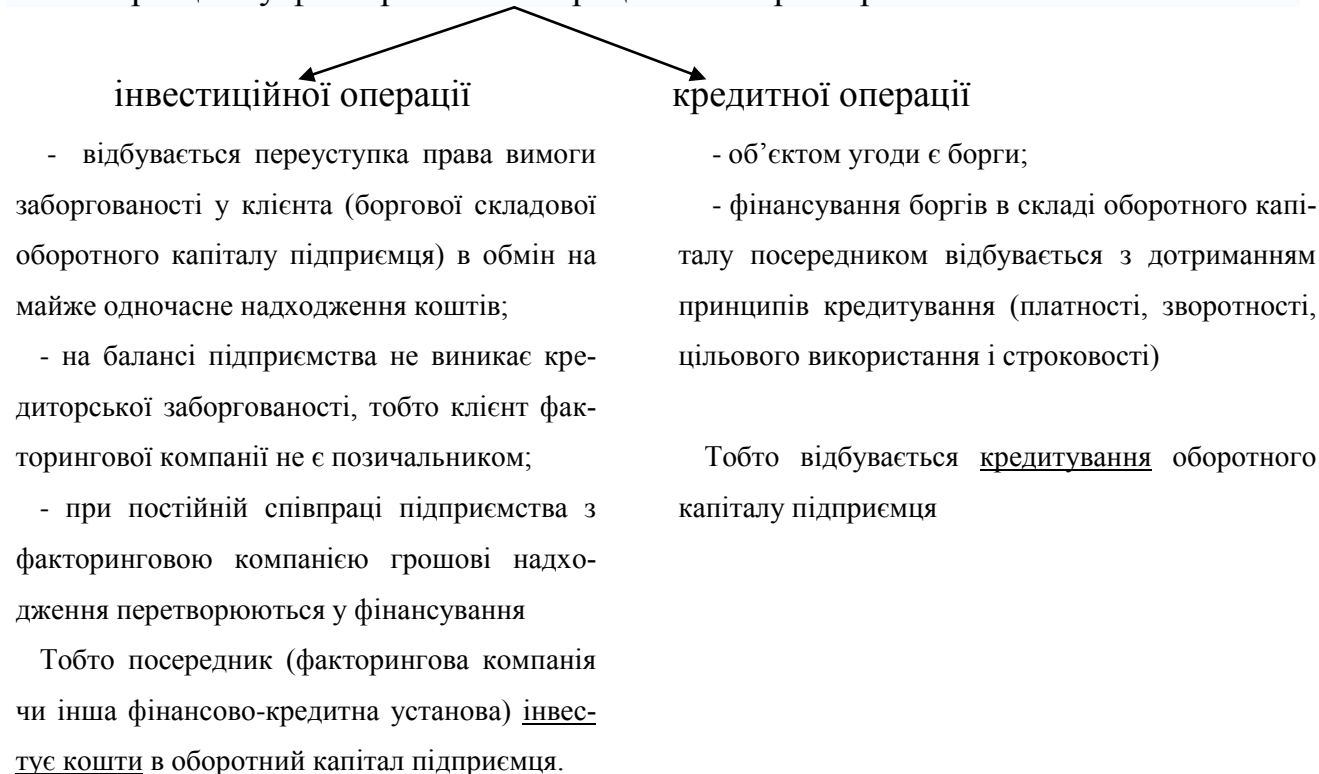 інвестиційної операції
- відбувається переуступка права вимоги
заборгованості у клієнта (боргової складової
оборотного капіталу підприємця) в обмін на
майже одночасне надходження коштів;
- на балансі підприємства не виникає кре-
диторської заборгованості, тобто клієнт фак-
торингової компанії не є позичальником;
- при постійній співпраці підприємства з
факторинговою компанією грошові надхо-
дження перетворюються у фінансування
Тобто посередник (факторингова компанія
чи інша фінансово-кредитна установа) інвес-
тує кошти в оборотний капітал підприємця.
кредитної операції
- об’єктом угоди є борги;
- фінансування боргів в складі оборотного капі-
талу посередником відбувається з дотриманням
принципів кредитування (платності, зворотності,
цільового використання і строковості)
Тобто відбувається кредитування оборотного
капіталу підприємця